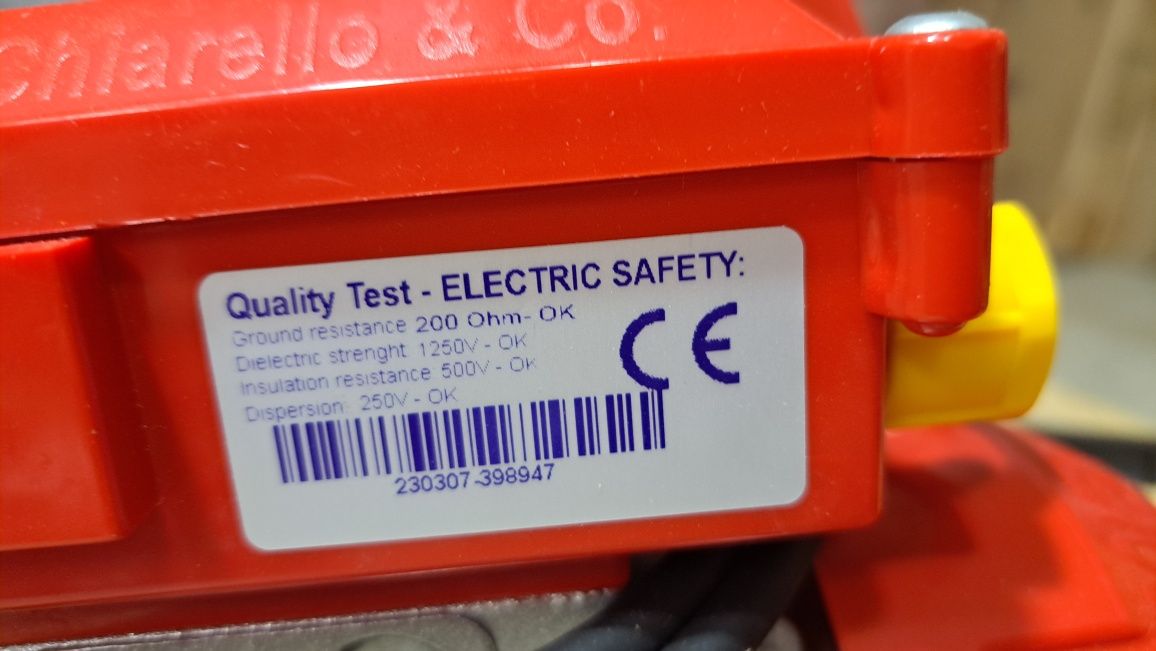 Chiarello & Co.
Quality Test - ELECTRIC SAFETY:
Ground resistance 200 Ohm- OK
Dielectric strenght 1250V - OK
Insulation resistance 500V - OK
Dispersion: 250V - OK
CE
230307-398947